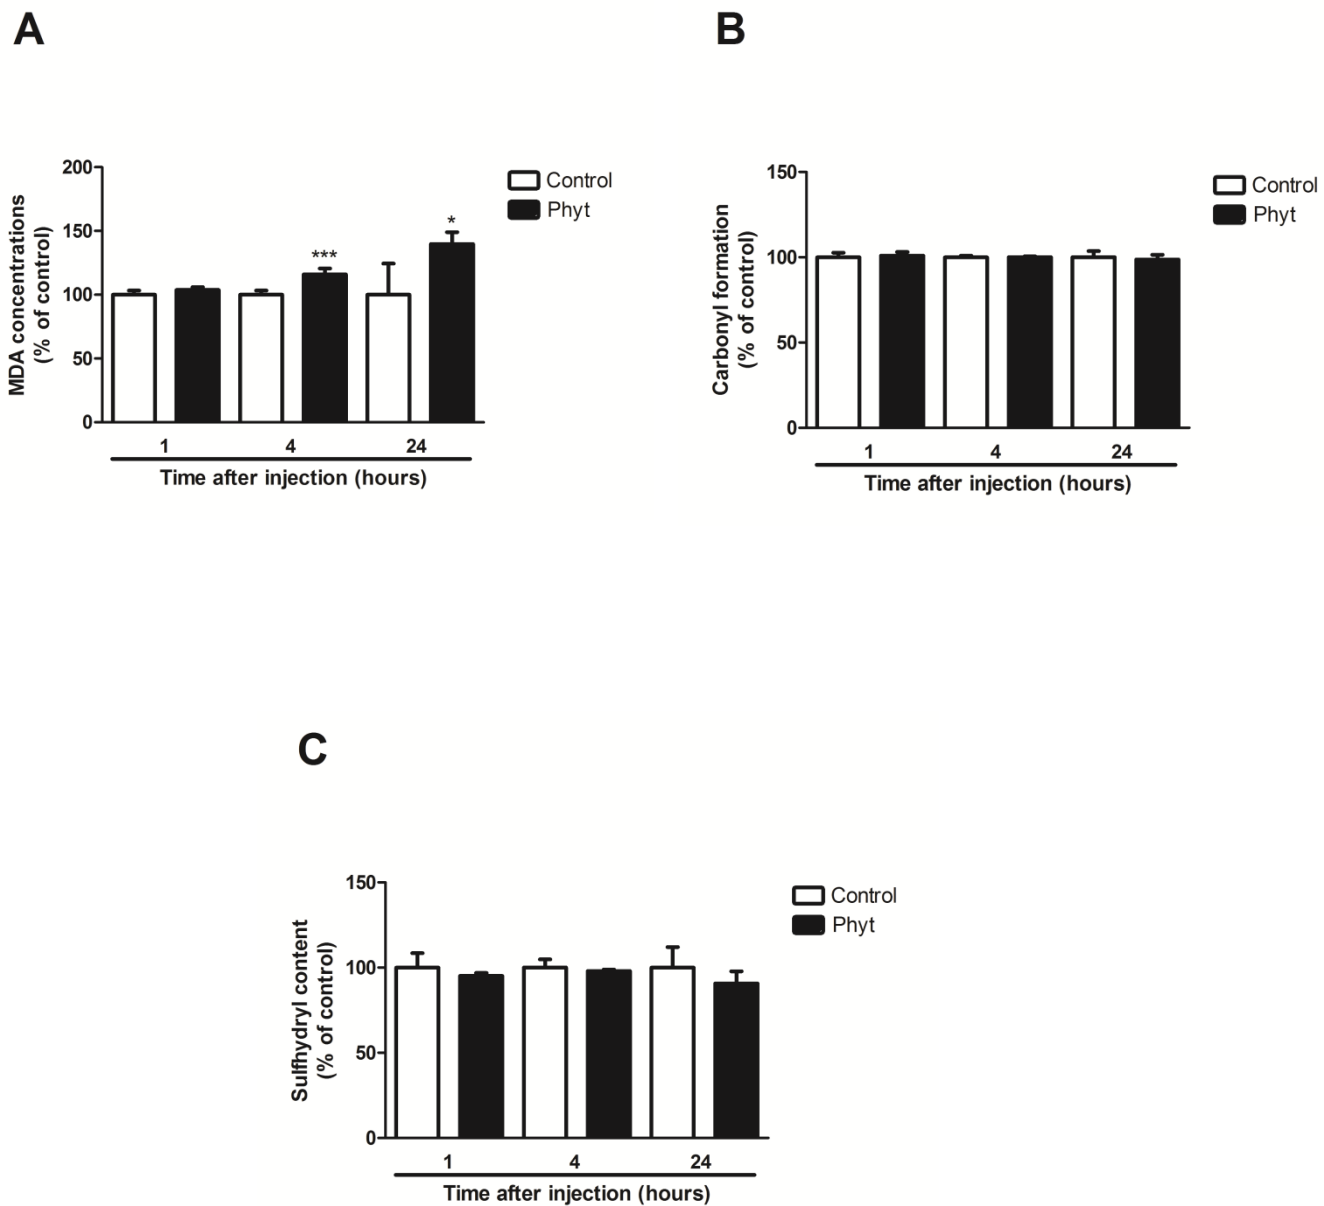 A
MDA concentrations
(% of control)
200
150
100
50
0
***
*
Control
Phyt
1 4 24
Time after injection (hours)
B
Carbonyl formation
(% of control)
150
100
50
0
Control
Phyt
1 4 24
Time after injection (hours)
C
Sulfhydryl content
(% of control)
150
100
50
0
Control
Phyt
1 4 24
Time after injection (hours)